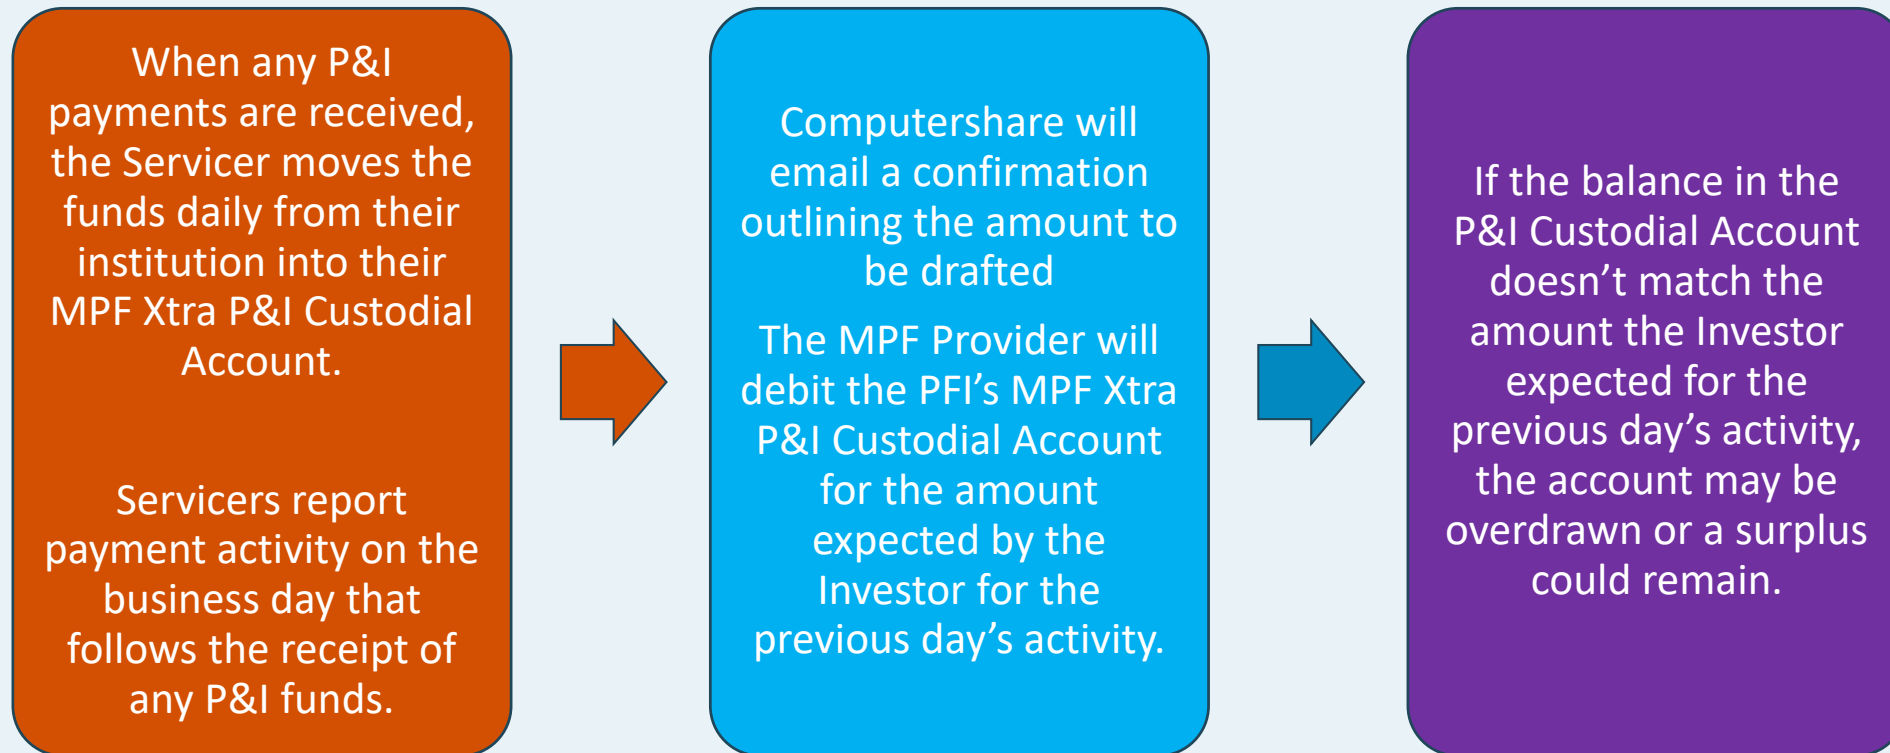 When any P&I
payments are received,
the Servicer moves the
funds daily from their
institution into their
MPF Xtra P&I Custodial
Account.
Servicers report
payment activity on the
business day that
follows the receipt of
any P&I funds.
Computershare will
email a confirmation
outlining the amount to
be drafted
The MPF Provider will
debit the PFI’s MPF Xtra
P&I Custodial Account
for the amount
expected by the
Investor for the
previous day’s activity.
If the balance in the
P&I Custodial Account
doesn’t match the
amount the Investor
expected for the
previous day’s activity,
the account may be
overdrawn or a surplus
could remain.